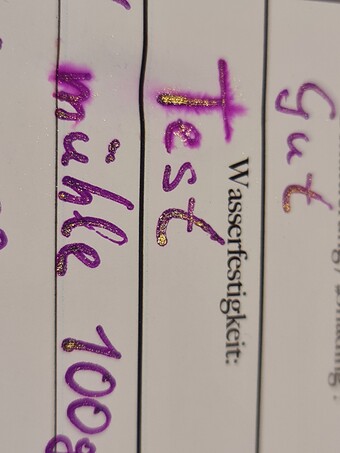 Gut
Wasserfestigkeit:
Test
mühle 100g